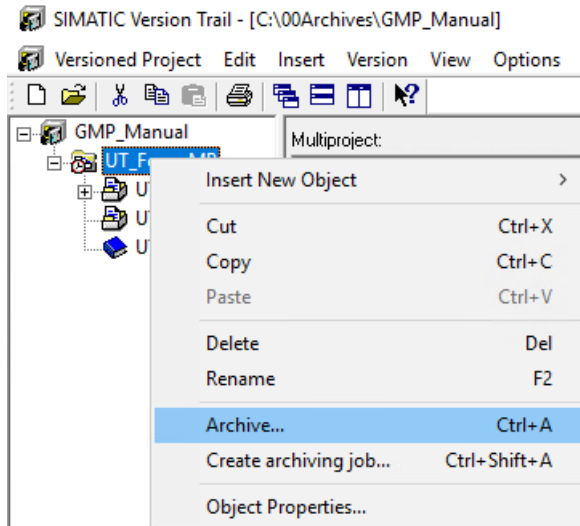 SIMATIC Version Trail - [C:\00Archives\GMP_Manual]
Versioned Project Edit Insert Version View Options
GMP_Manual
Multiproject:
Insert New Object
Cut Ctrl+X
Copy Ctrl+C
Paste Ctrl+V
Delete Del
Rename F2
Archive... Ctrl+A
Create archiving job... Ctrl+Shift+A
Object Properties...